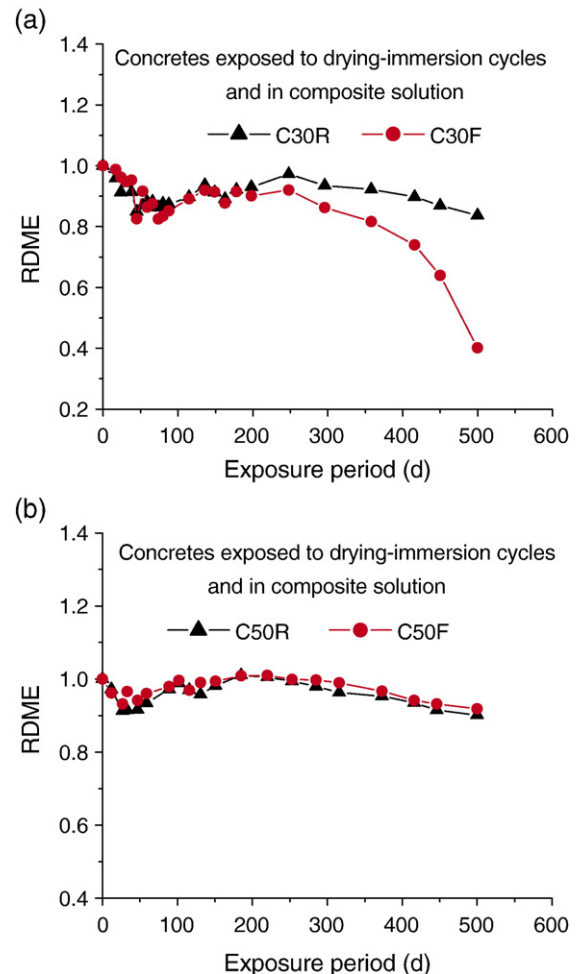 (a)
1.4
Concretes exposed to drying-immersion cycles
and in composite solution
1.2
C30R C30F
1.0
RDME
0.8
0.6
0.4
0.2
0 100 200 300 400 500 600
Exposure period (d)
(b)
1.4
Concretes exposed to drying-immersion cycles
and in composite solution
1.2
C50R C50F
1.0
RDME
0.8
0.6
0.4
0 100 200 300 400 500 600
Exposure period (d)